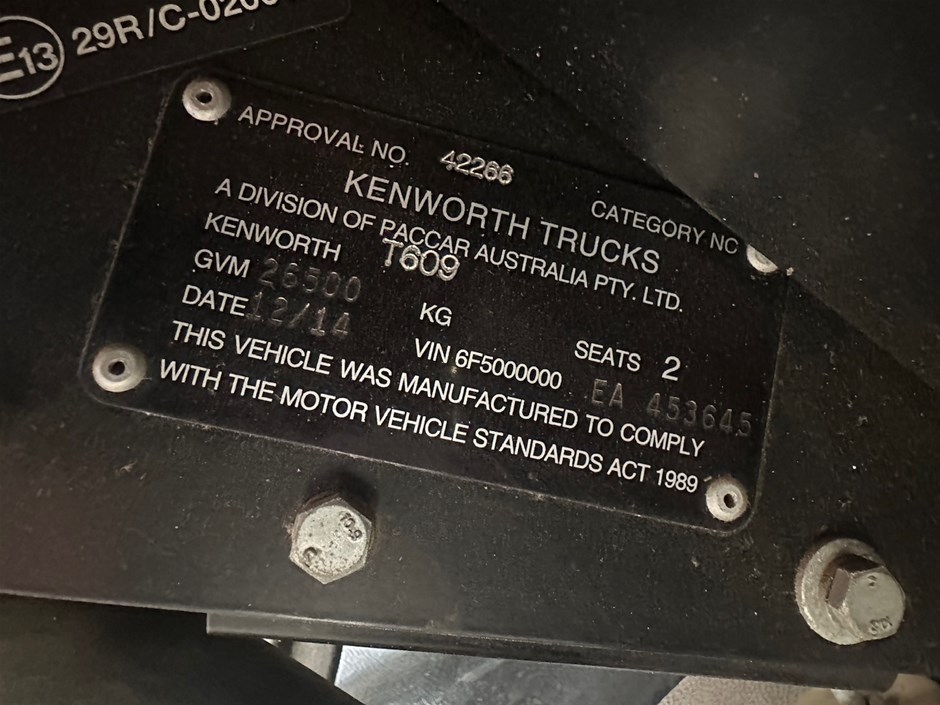 E13 29R/C-020
APPROVAL NO. 42266
CATEGORY NC
KENWORTH TRUCKS
A DIVISION OF PACCAR AUSTRALIA PTY. LTD.
KENWORTH T609
GVM 26500 KG SEATS 2
DATE 12/14 VIN 6F5000000 EA 453645
THIS VEHICLE WAS MANUFACTURED TO COMPLY
WITH THE MOTOR VEHICLE STANDARDS ACT 1989
10.9